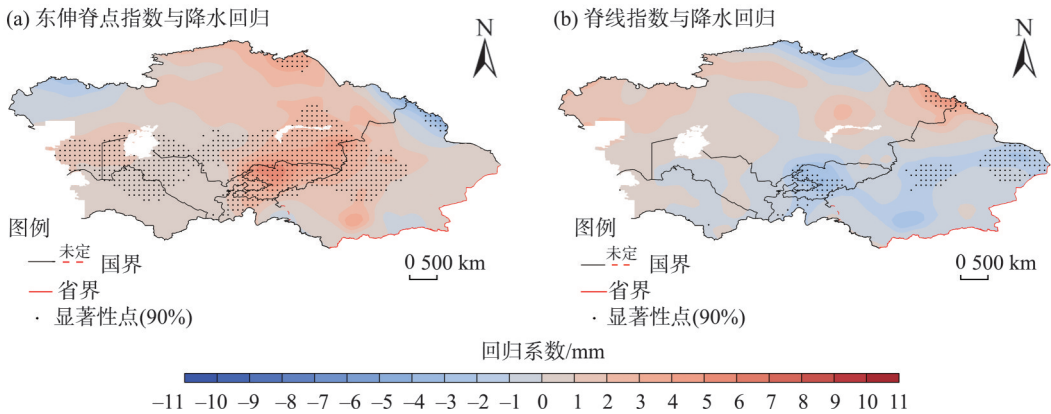 (a) 东伸脊点指数与降水回归
N
图例
未定
国界
省界
· 显著性点(90%)
0 500 km
(b) 脊线指数与降水回归
N
图例
未定
国界
省界
· 显著性点(90%)
0 500 km
回归系数/mm
–11 –10 –9 –8 –7 –6 –5 –4 –3 –2 –1 0 1 2 3 4 5 6 7 8 9 10 11